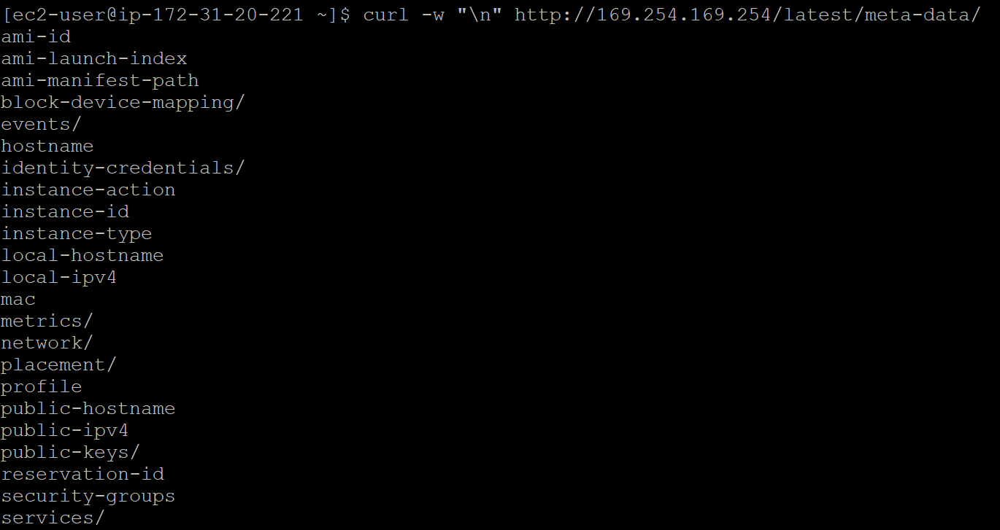 [ec2-user@ip-172-31-20-221 ~]$ curl -w "\n" http://169.254.169.254/latest/meta-data/
ami-id
ami-launch-index
ami-manifest-path
block-device-mapping/
events/
hostname
identity-credentials/
instance-action
instance-id
instance-type
local-hostname
local-ipv4
mac
metrics/
network/
placement/
profile
public-hostname
public-ipv4
public-keys/
reservation-id
security-groups
services/